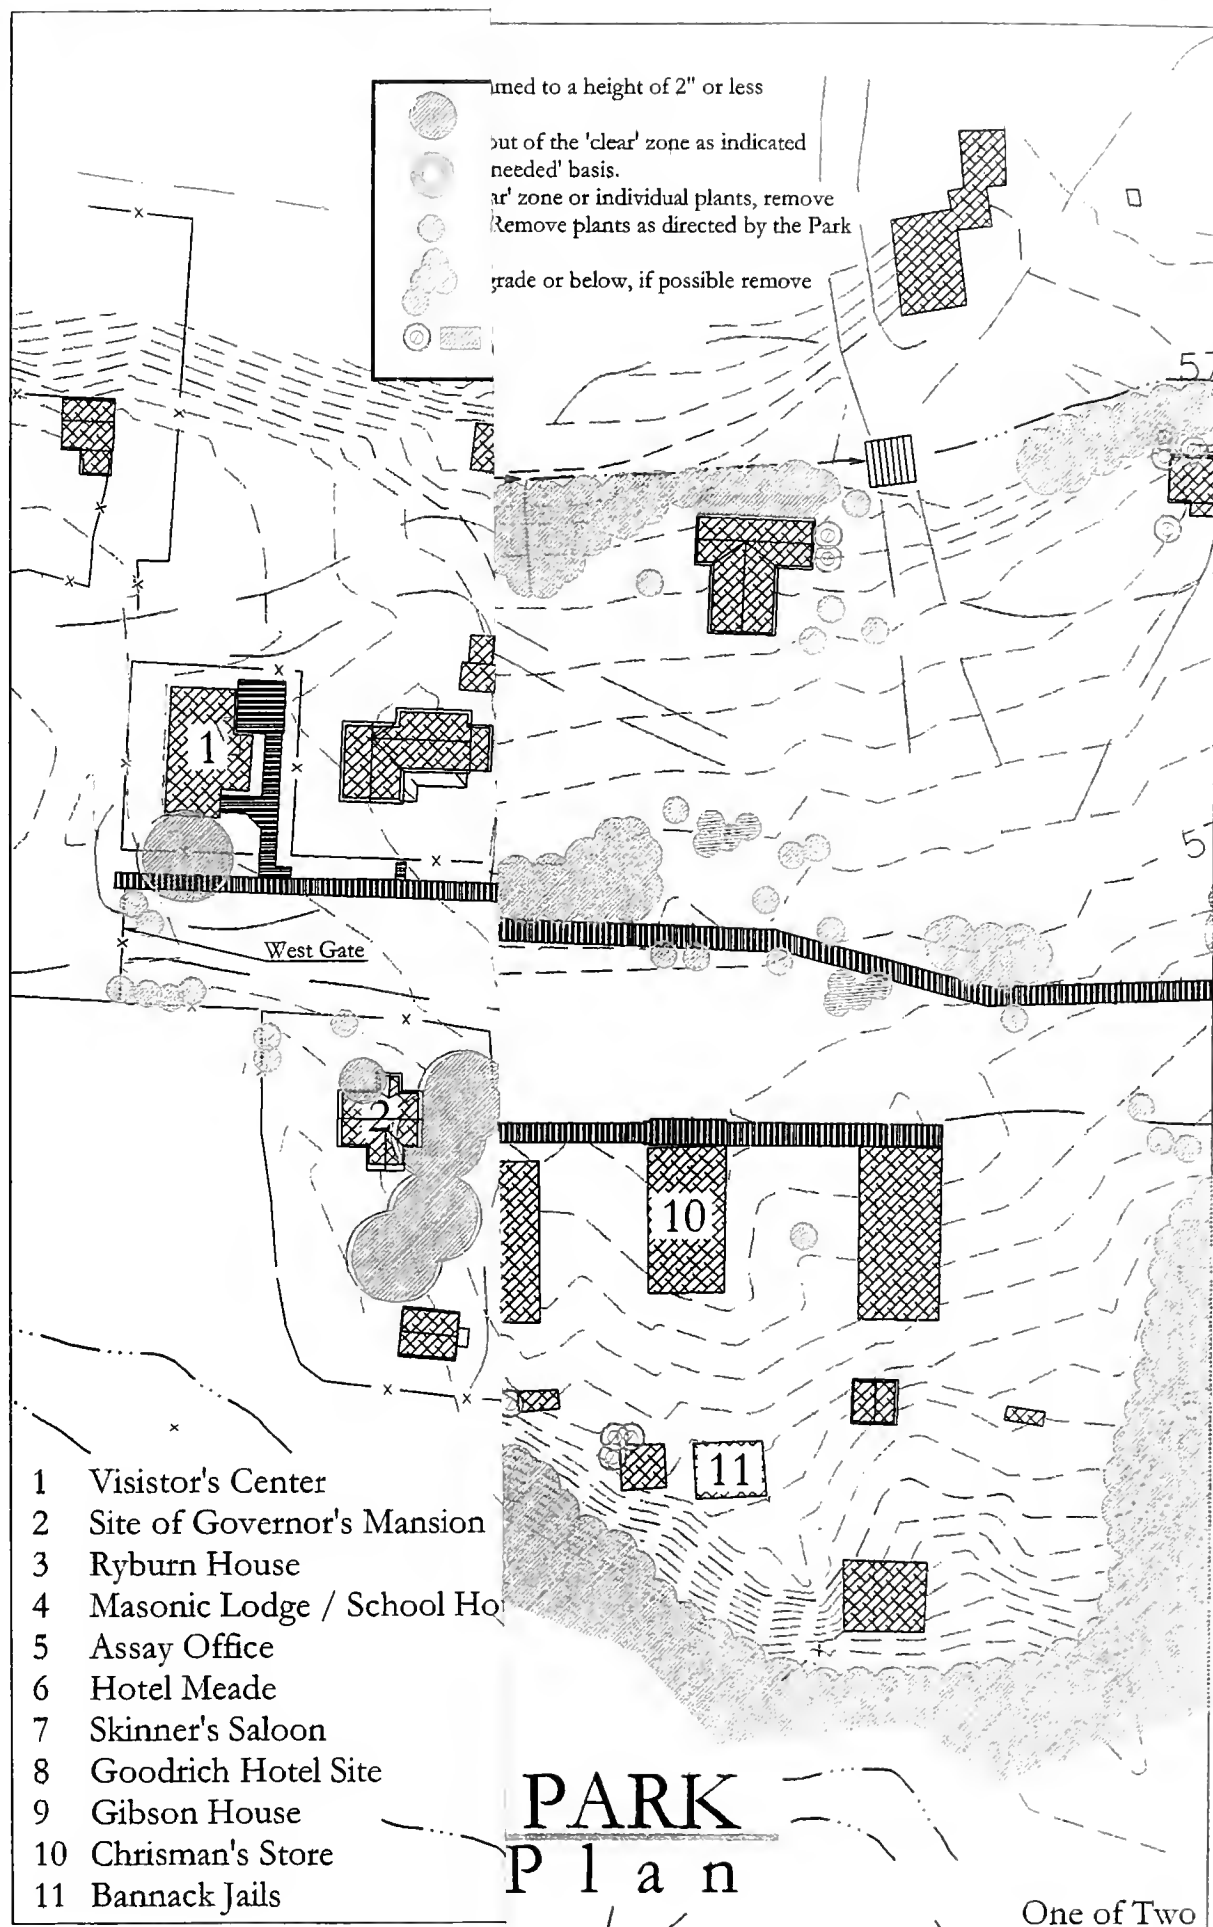 to a height of 2" or less
out of the 'clear' zone as indicated
needed' basis.
zone or individual plants, remove
Remove plants as directed by the Park
grade or below, if possible remove
57
1
5
West Gate
2
10
11
1 Visistor's Center
2 Site of Governor's Mansion
3 Ryburn House
4 Masonic Lodge / School Ho
5 Assay Office
6 Hotel Meade
7 Skinner's Saloon
8 Goodrich Hotel Site
9 Gibson House
10 Chrisman's Store
11 Bannack Jails
PARK
Plan
One of Two